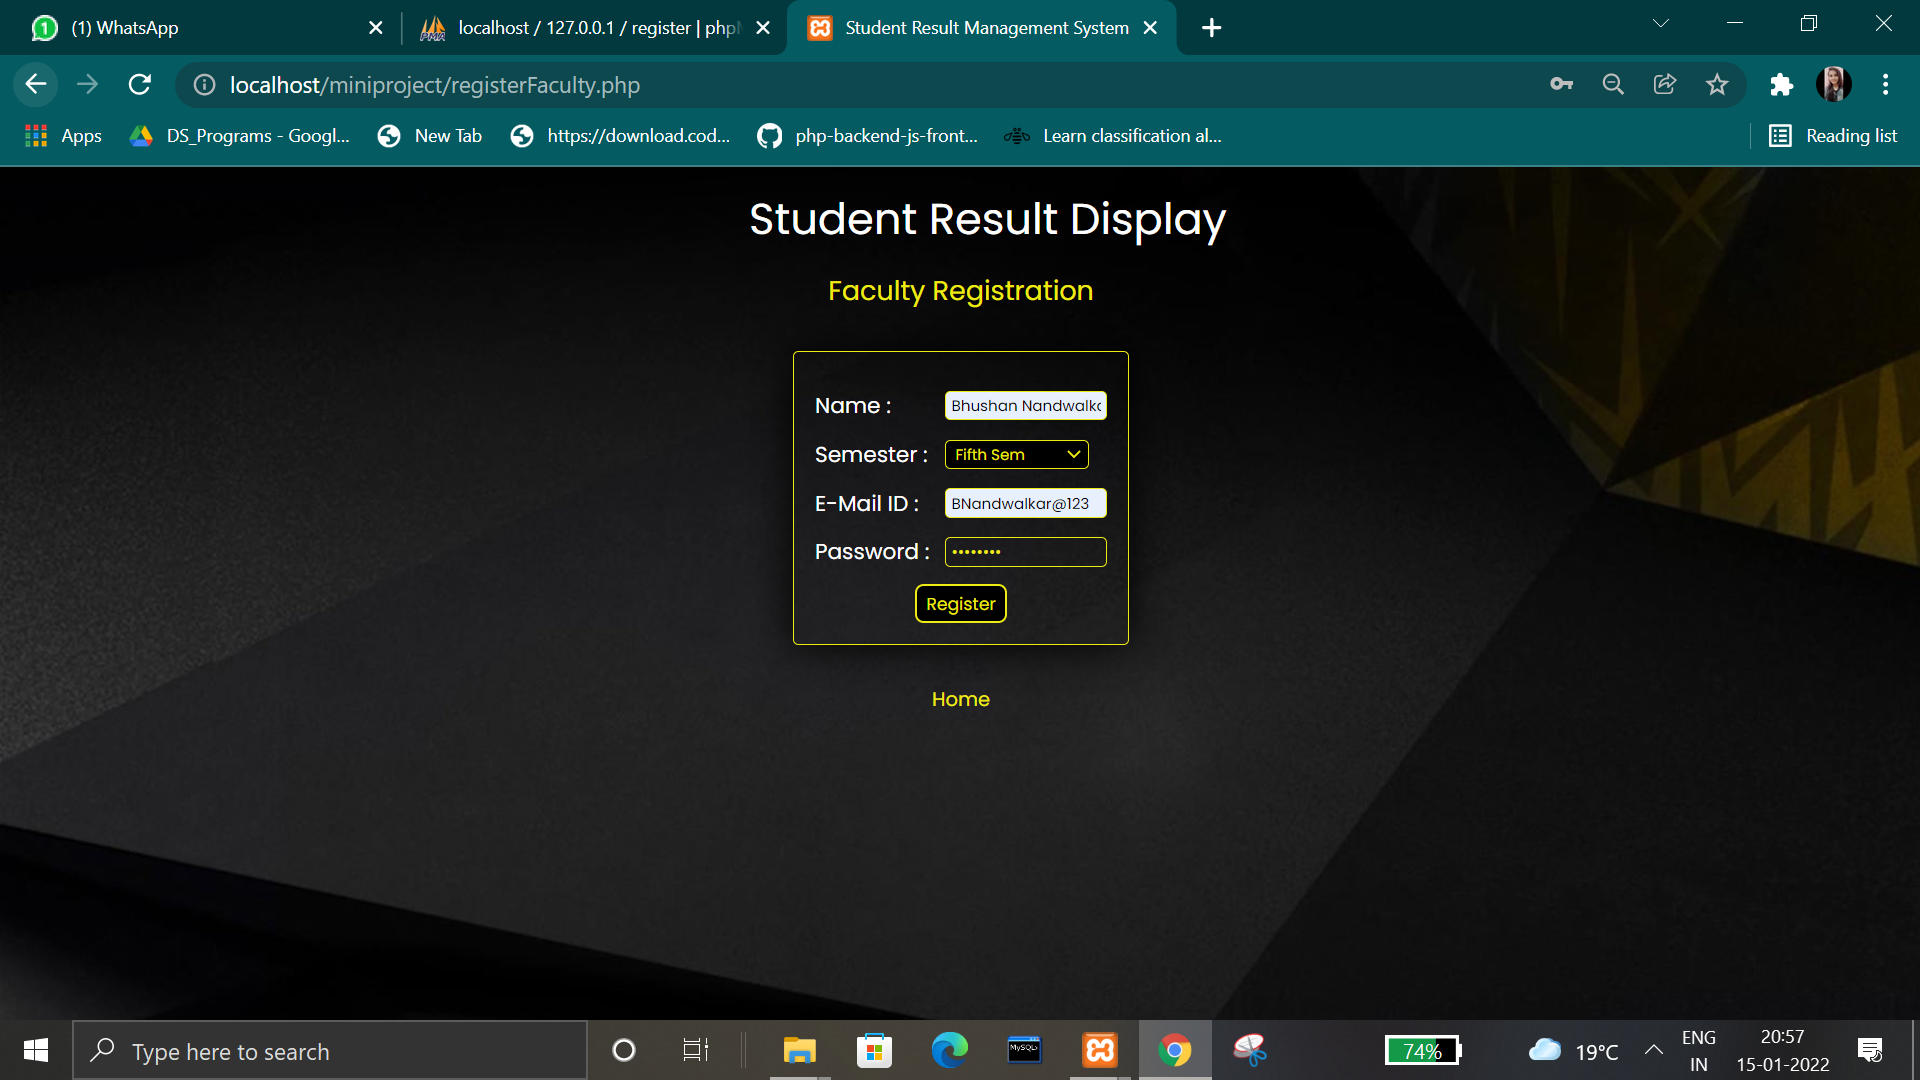 (1) WhatsApp
localhost / 127.0.0.1 / register | php
Student Result Management System
localhost/miniproject/registerFaculty.php
Apps
DS_Programs - Googl...
New Tab
https://download.cod...
php-backend-js-front...
Learn classification al...
Reading list
Student Result Display
Faculty Registration
Name :
Bhushan Nandwalk
Semester :
Fifth Sem
E-Mail ID :
BNandwalkar@123
Password :
••••••••
Register
Home
Type here to search
MySQL
74%
19°C
ENG
IN
20:57
15-01-2022